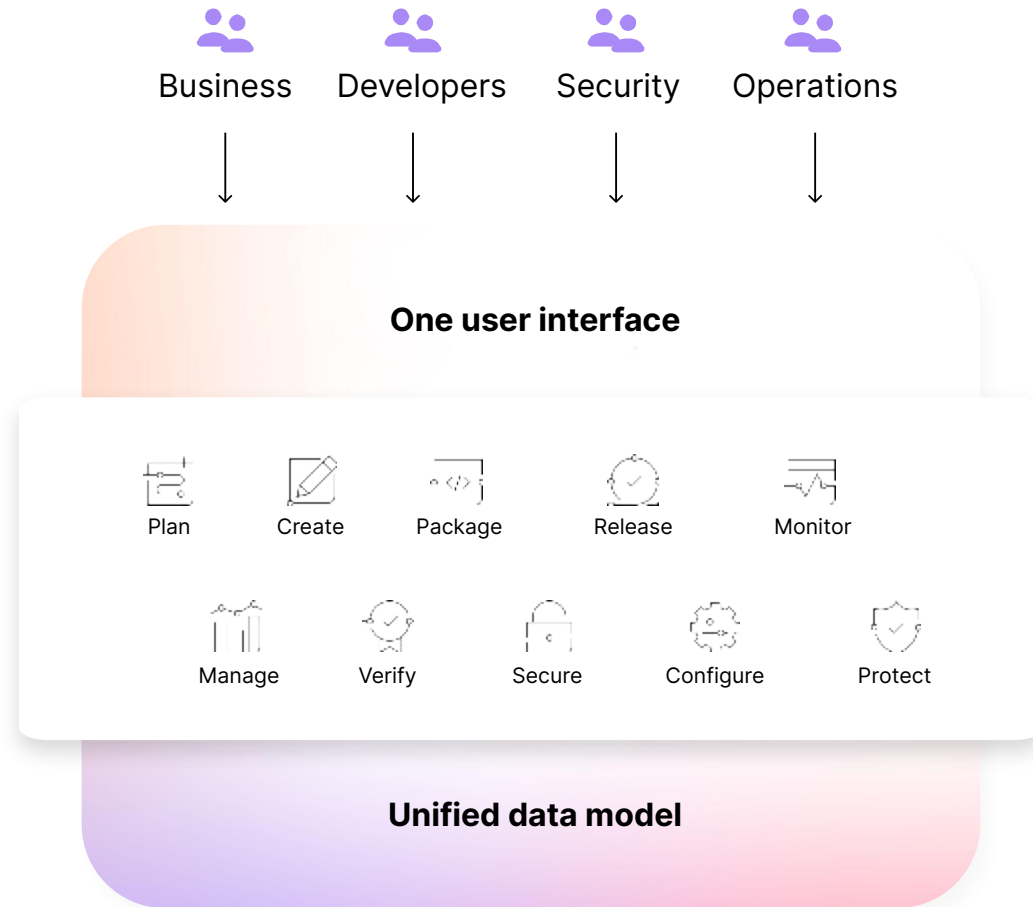 Business Developers Security Operations
One user interface
Plan Create Package Release Monitor
Manage Verify Secure Configure Protect
Unified data model